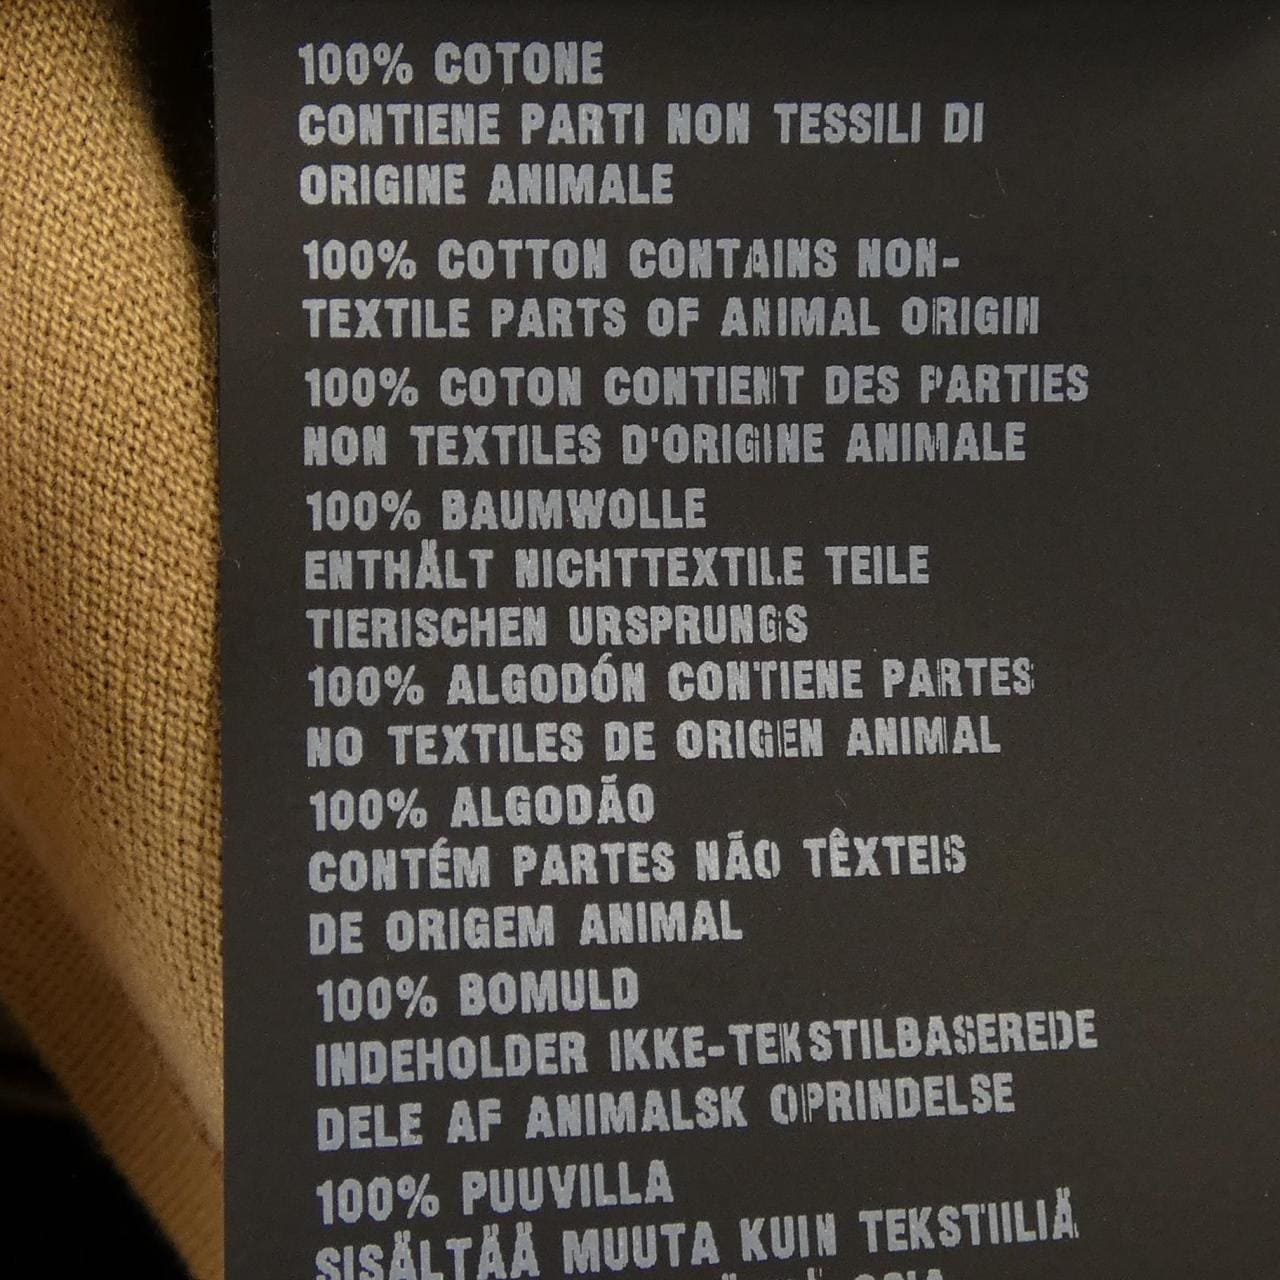 100% COTONE
CONTIENE PARTI NON TESSILI DI
ORIGINE ANIMALE
100% COTTON CONTAINS NON-
TEXTILE PARTS OF ANIMAL ORIGIN
100% COTON CONTIENT DES PARTIES
NON TEXTILES D'ORIGINE ANIMALE
100% BAUMWOLLE
ENTHÄLT NICHTTEXTILE TEILE
TIERISCHEN URSPRUNGS
100% ALGODÓN CONTIENE PARTES
NO TEXTILES DE ORIGEN ANIMAL
100% ALGODÃO
CONTÉM PARTES NÃO TÊXTEIS
DE ORIGEM ANIMAL
100% BOMULD
INDEHOLDER IKKE-TEKSTILBASEREDE
DELE AF ANIMALSK OPRINDELSE
100% PUUVILLA
SISÄLTÄÄ MUUTA KUIN TEKSTIILIÄ